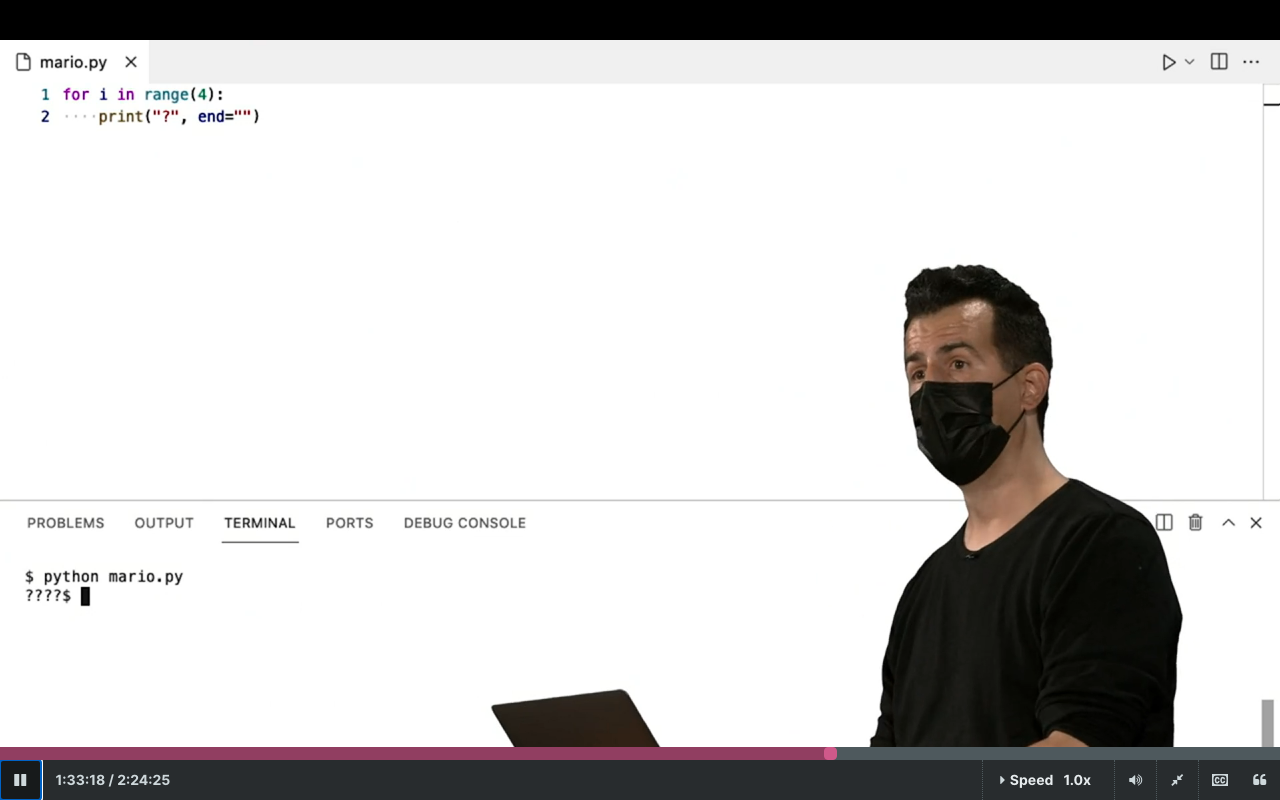 mario.py
1 for i in range(4):
2 ····print("?", end="")
PROBLEMS OUTPUT TERMINAL PORTS DEBUG CONSOLE
$ python mario.py
????$
1:33:18 / 2:24:25 Speed 1.0x CC